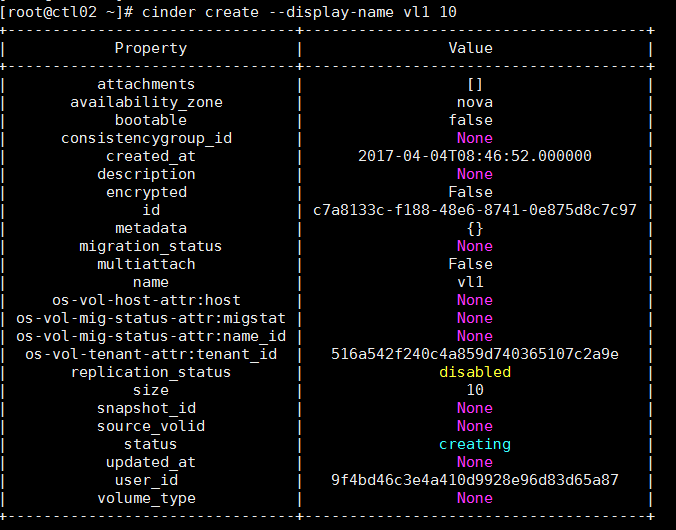 [root@ctl02 ~]# cinder create --display-name vl1 10
+--------------------------------+--------------------------------------+
| Property | Value |
+--------------------------------+--------------------------------------+
| attachments | [] |
| availability_zone | nova |
| bootable | false |
| consistencygroup_id | None |
| created_at | 2017-04-04T08:46:52.000000 |
| description | None |
| encrypted | False |
| id | c7a8133c-f188-48e6-8741-0e875d8c7c97 |
| metadata | {} |
| migration_status | None |
| multiattach | False |
| name | vl1 |
| os-vol-host-attr:host | None |
| os-vol-mig-status-attr:migstat | None |
| os-vol-mig-status-attr:name_id | None |
| os-vol-tenant-attr:tenant_id | 516a542f240c4a859d740365107c2a9e |
| replication_status | disabled |
| size | 10 |
| snapshot_id | None |
| source_volid | None |
| status | creating |
| updated_at | None |
| user_id | 9f4bd46c3e4a410d9928e96d83d65a87 |
| volume_type | None |
+--------------------------------+--------------------------------------+